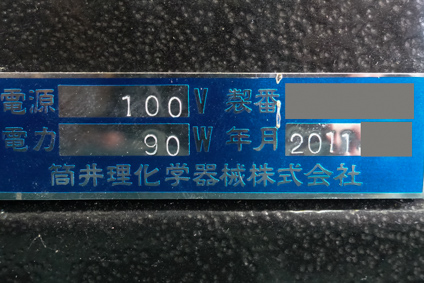 電源 100 V 製番
電力 90 W 年月 2011
筒井理化学器械株式会社